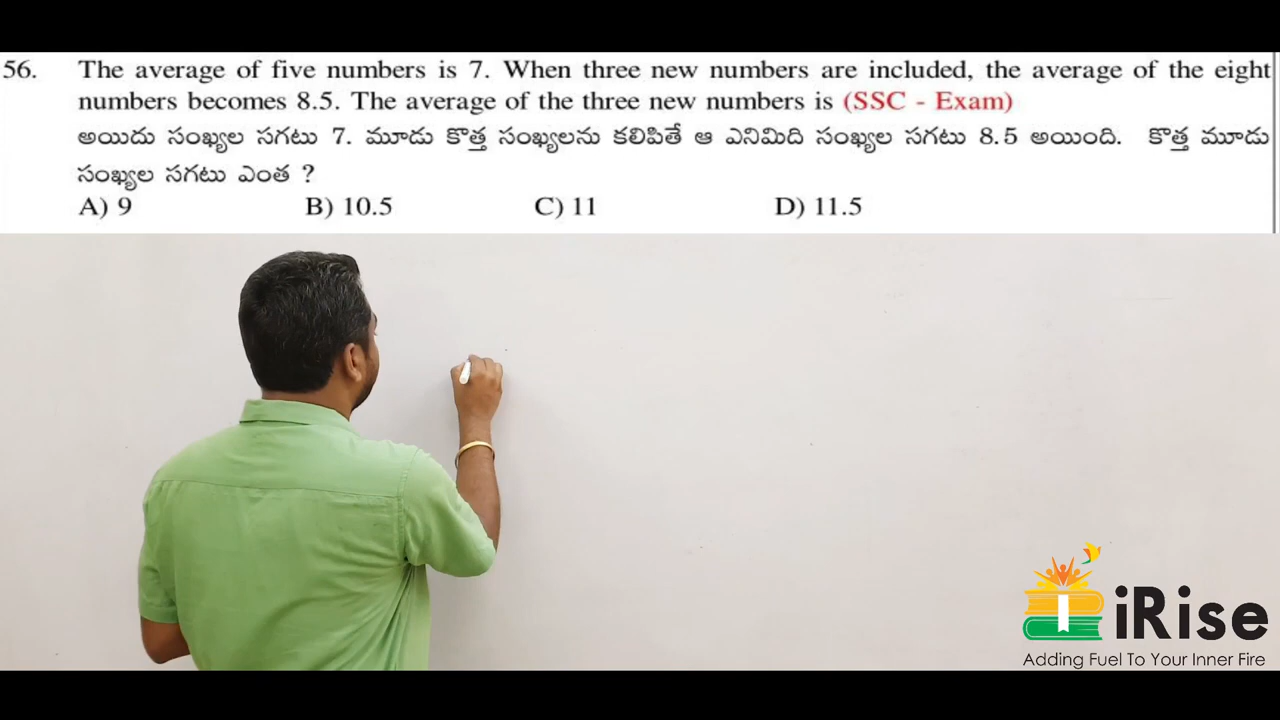 56. The average of five numbers is 7. When three new numbers are included, the average of the eight
numbers becomes 8.5. The average of the three new numbers is (SSC - Exam)
అయిదు సంఖ్యల సగటు 7. మూడు కొత్త సంఖ్యలను కలిపితే ఆ ఎనిమిది సంఖ్యల సగటు 8.5 అయింది. కొత్త మూడు
సంఖ్యల సగటు ఎంత ?
A) 9 B) 10.5 C) 11 D) 11.5
iRise
Adding Fuel To Your Inner Fire